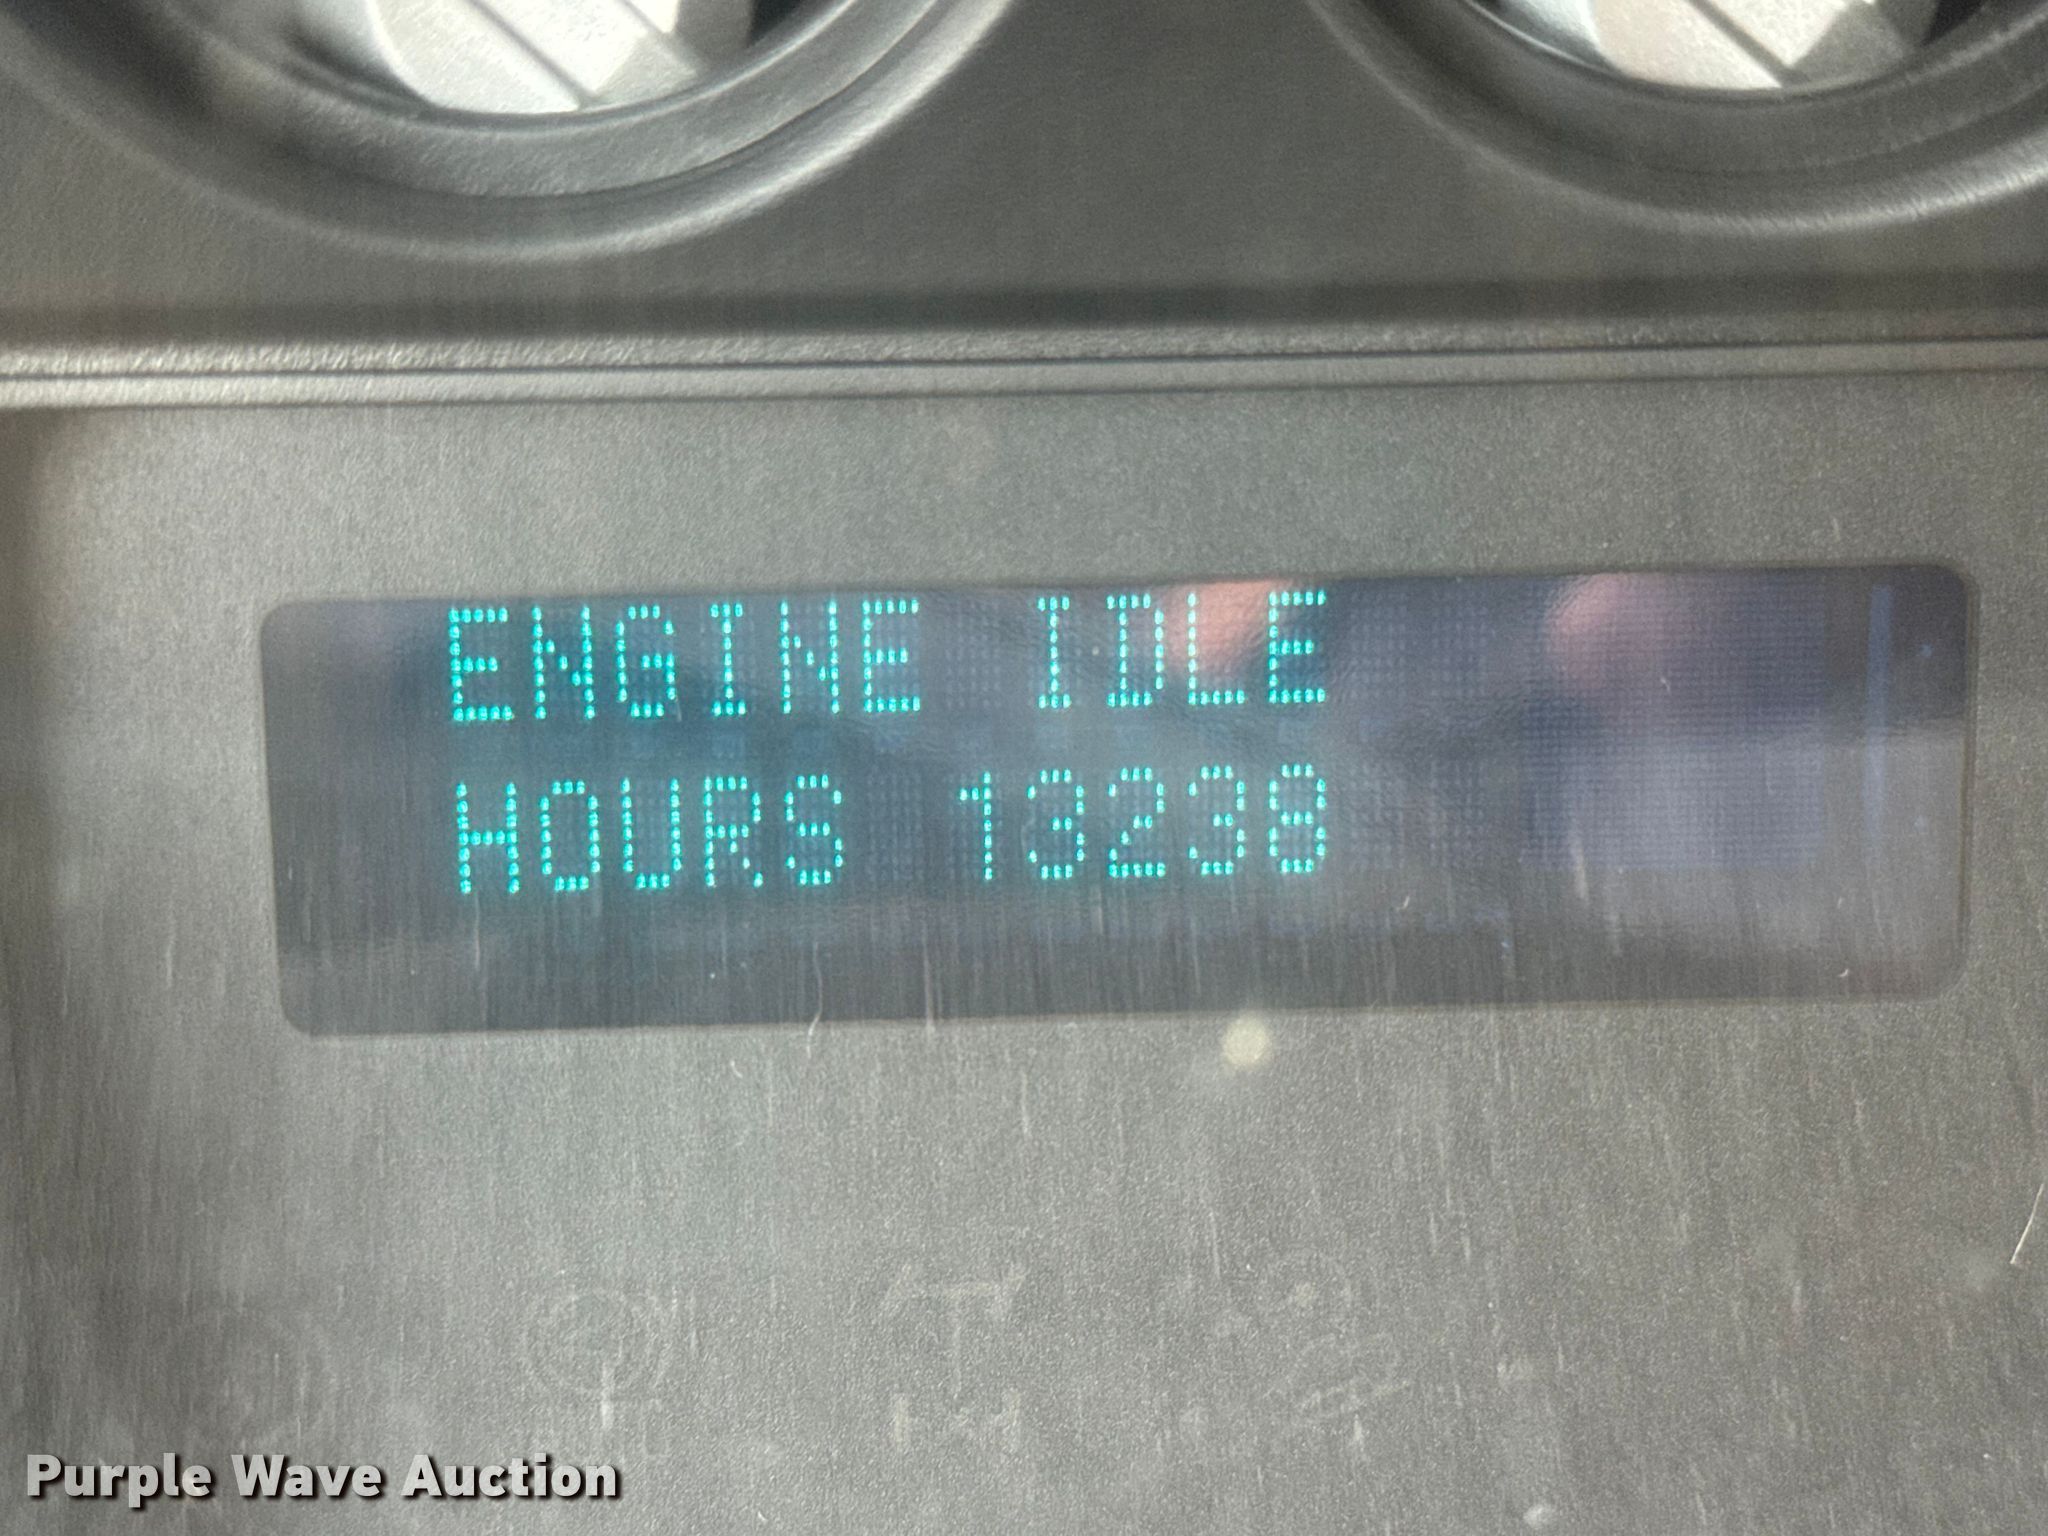 ENGINE IDLE
HOURS 13238
Purple Wave Auction